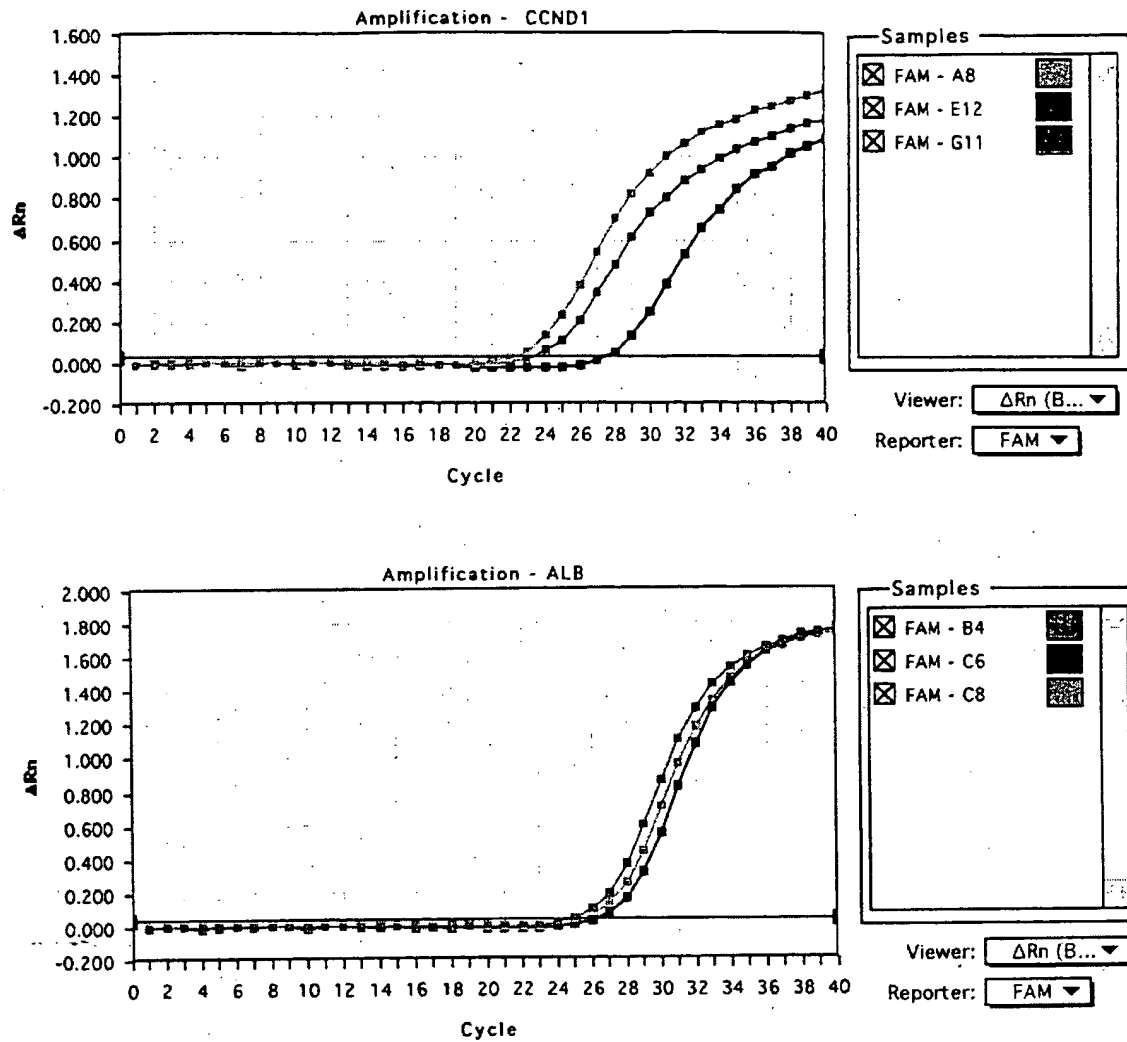 Amplification - CCND1
1.600
1.400
1.200
1.000
0.800
0.600
0.400
0.200
0.000
-0.200
ΔRn
0 2 4 6 8 10 12 14 16 18 20 22 24 26 28 30 32 34 36 38 40
Cycle
Samples
FAM - A8
FAM - E12
FAM - G11
Viewer: ΔRn (B...
Reporter: FAM
Amplification - ALB
2.000
1.800
1.600
1.400
1.200
1.000
0.800
0.600
0.400
0.200
0.000
-0.200
ΔRn
0 2 4 6 8 10 12 14 16 18 20 22 24 26 28 30 32 34 36 38 40
Cycle
Samples
FAM - B4
FAM - C6
FAM - C8
Viewer: ΔRn (B...
Reporter: FAM